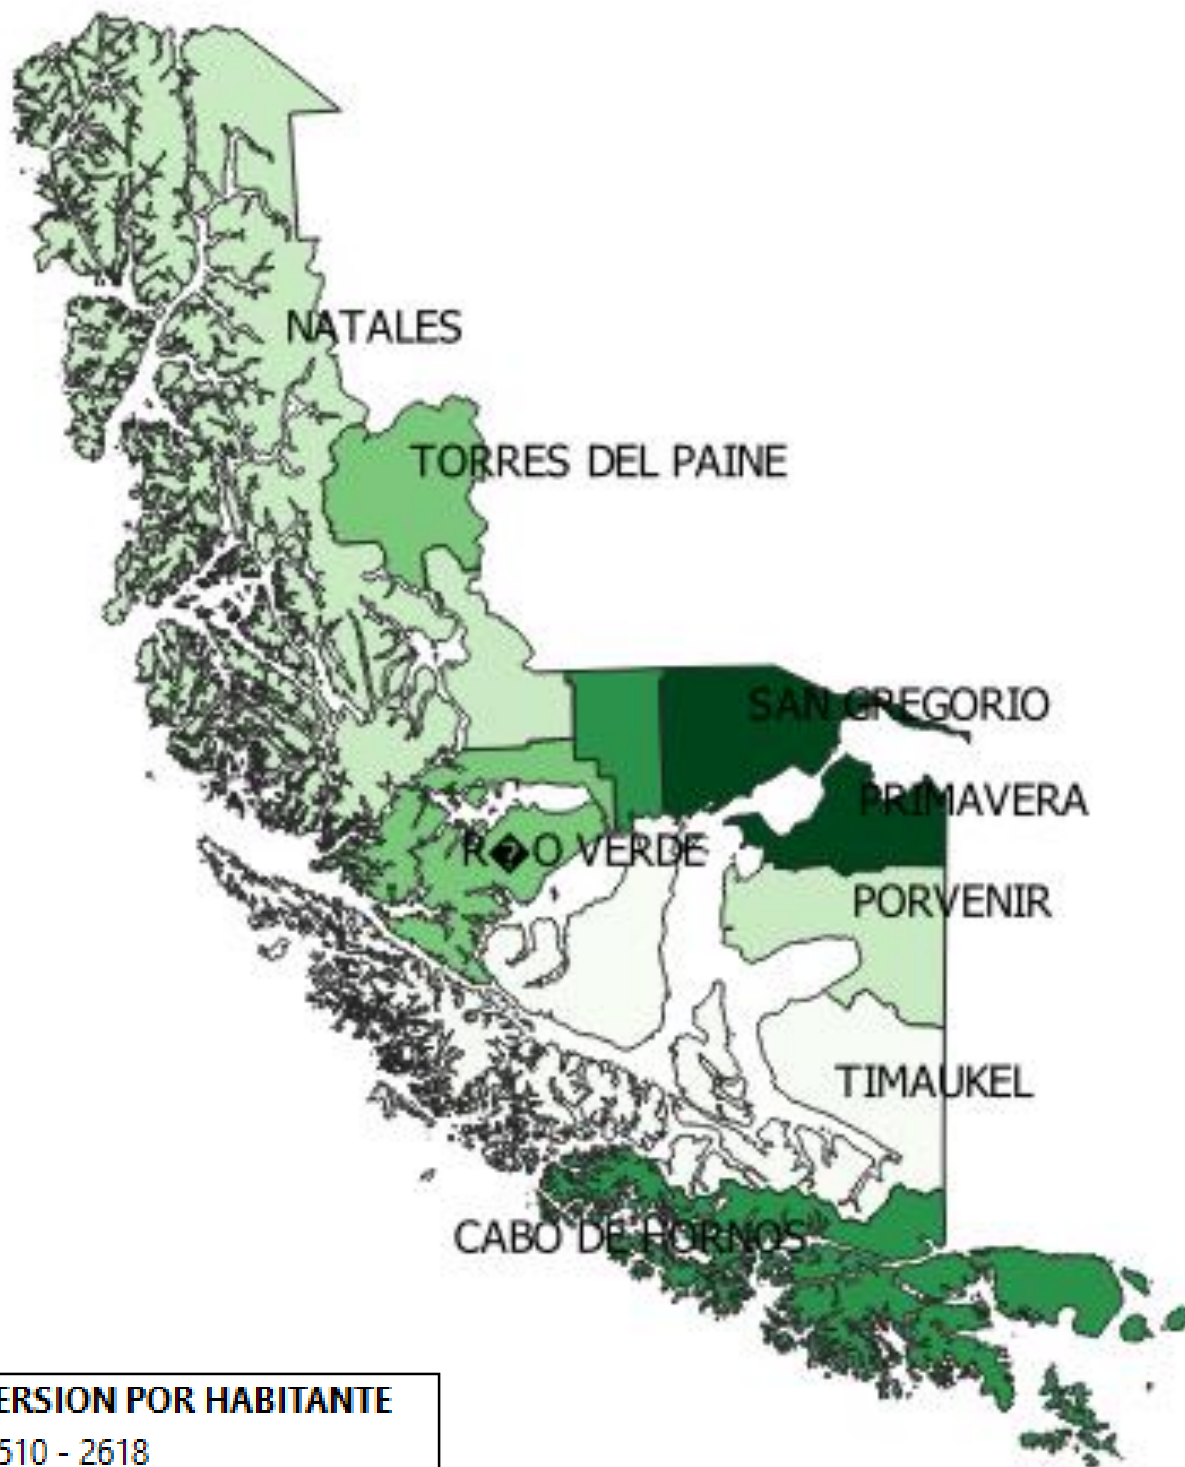 NATALES
TORRES DEL PAINE
SAN GREGORIO
PRIMAVERA
R�O VERDE
PORVENIR
TIMAUKEL
CABO DE HORNOS
ERSION POR HABITANTE
510 - 2618